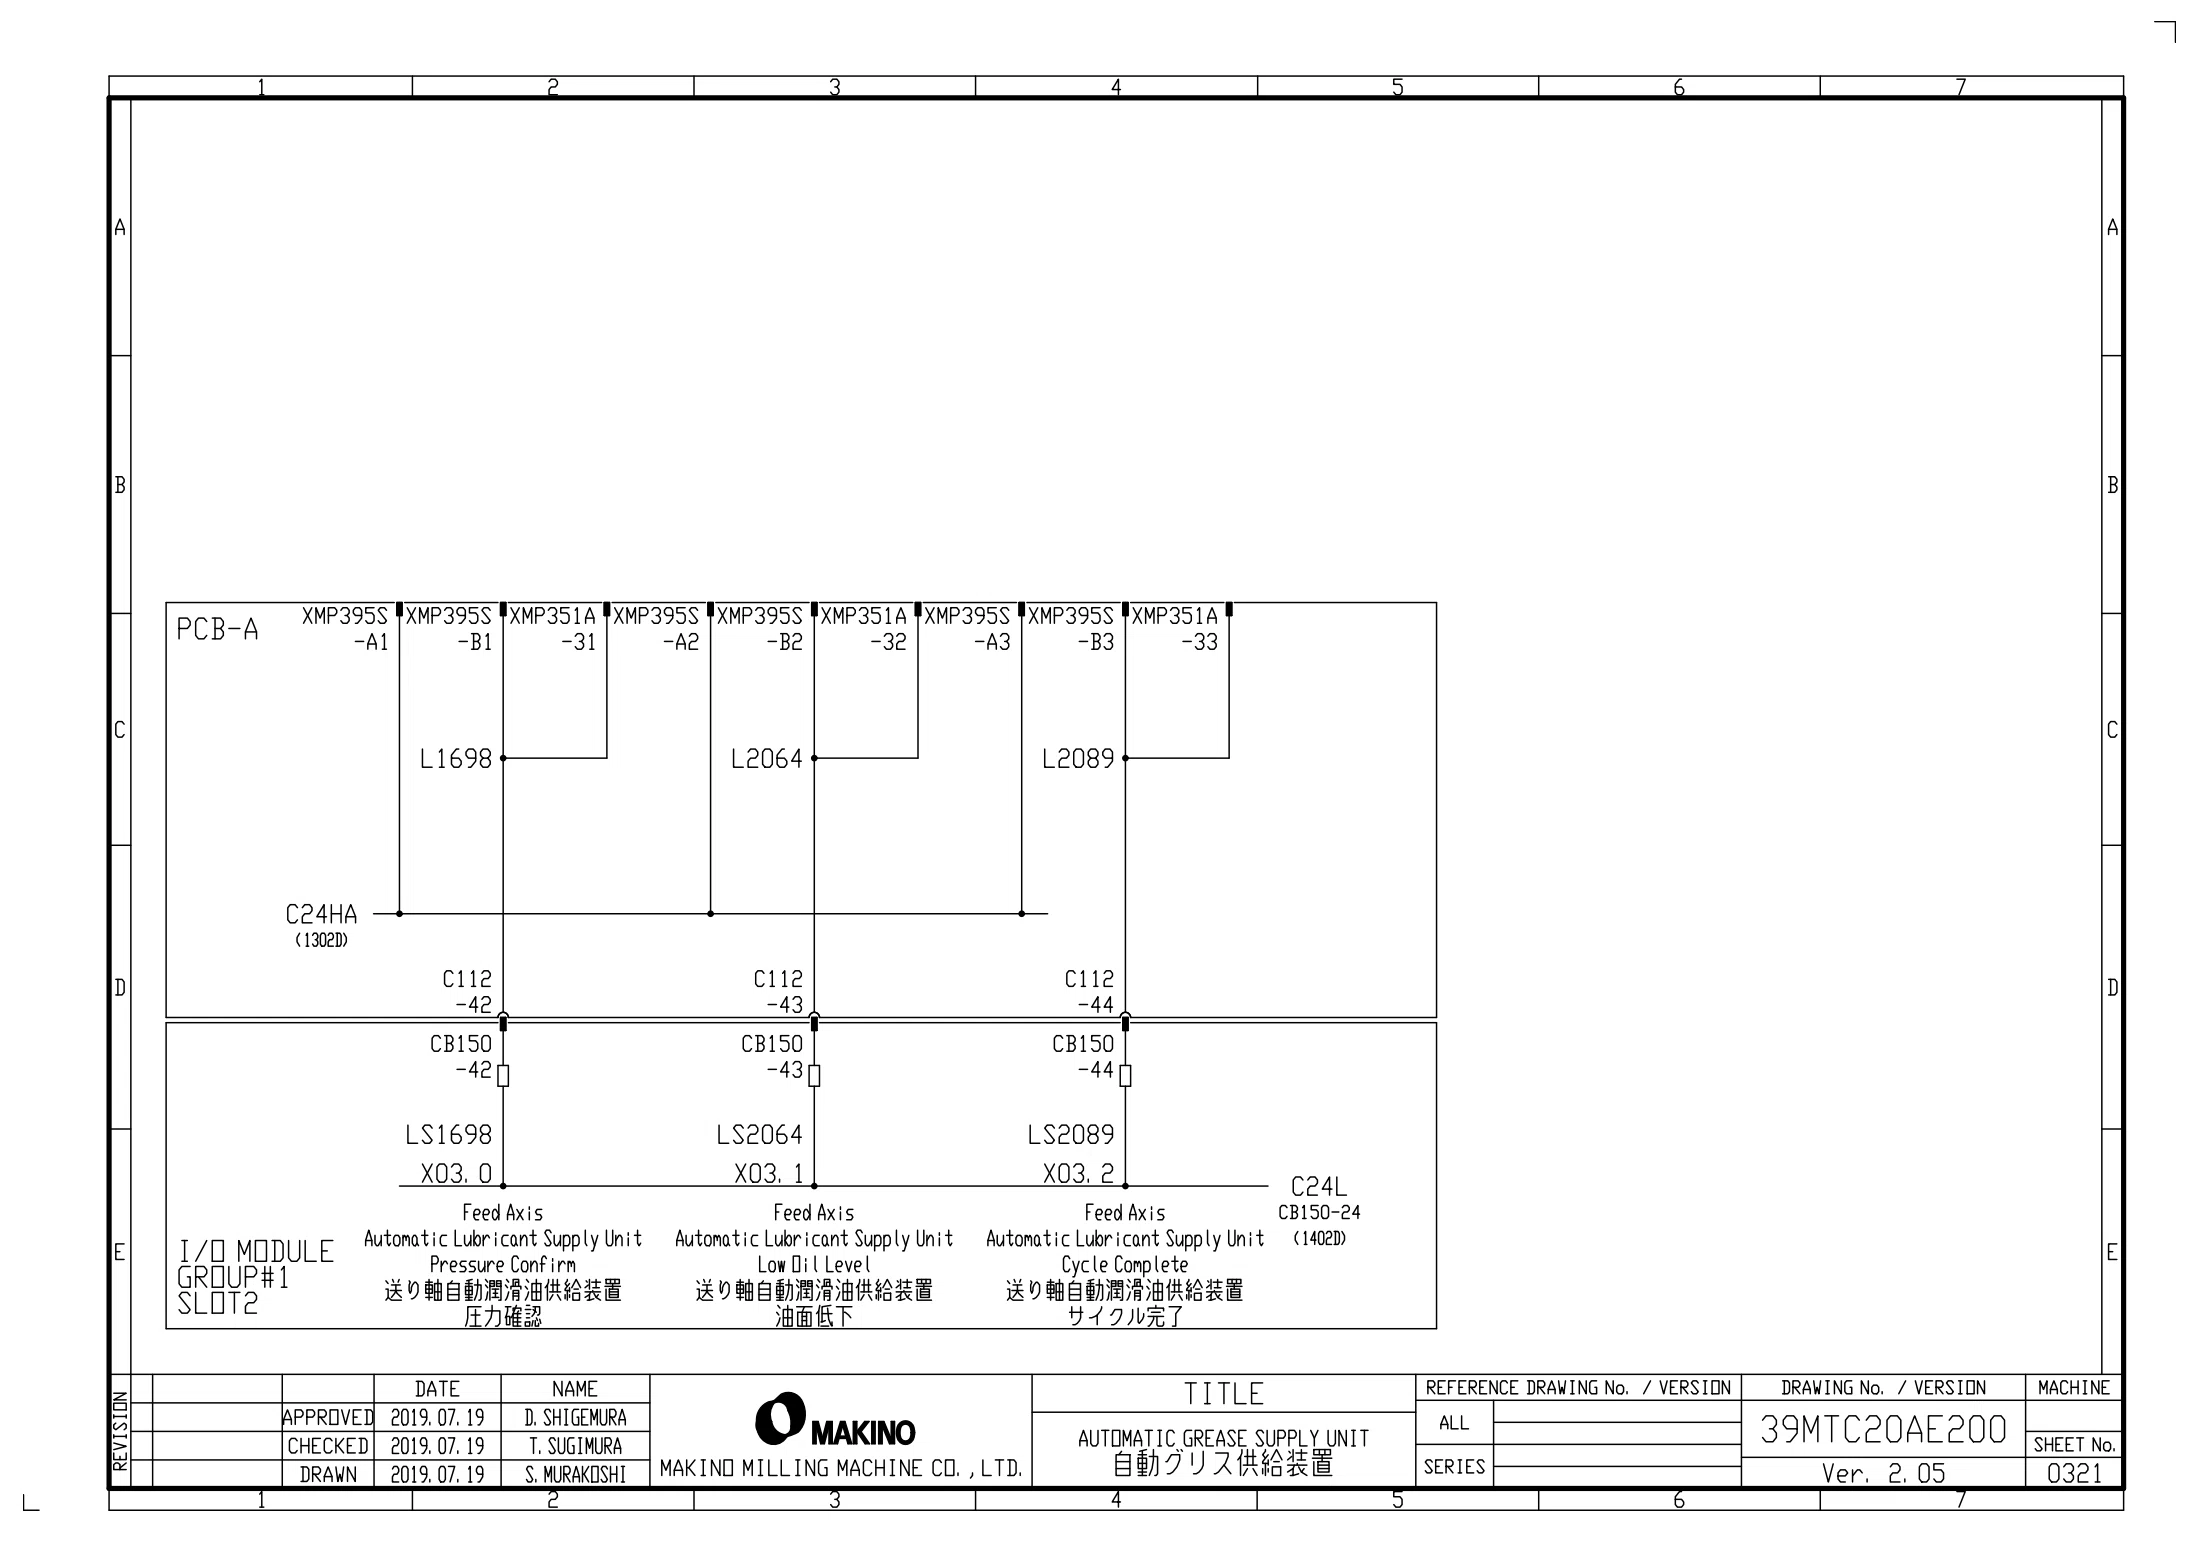 1 2 3 4 5 6 7
A A
B B
PCB-A
XMP395S XMP395S XMP351A XMP395S XMP395S XMP351A XMP395S XMP395S XMP351A
-A1 -B1 -31 -A2 -B2 -32 -A3 -B3 -33
C C
L1698 L2064 L2089
C24HA
(1302D)
C112 C112 C112
-42 -43 -44
D D
CB150 CB150 CB150
-42 -43 -44
LS1698 LS2064 LS2089
X03.0 X03.1 X03.2
C24L
CB150-24
(1402D)
Feed Axis Feed Axis Feed Axis
Automatic Lubricant Supply Unit Automatic Lubricant Supply Unit Automatic Lubricant Supply Unit
Pressure Confirm Low Oil Level Cycle Complete
送り軸自動潤滑油供給装置 送り軸自動潤滑油供給装置 送り軸自動潤滑油供給装置
圧力確認 油面低下 サイクル完了
E E
I/O MODULE
GROUP#1
SLOT2
REVISION
DATE NAME
APPROVED 2019.07.19 D. SHIGEMURA
CHECKED 2019.07.19 T. SUGIMURA
DRAWN 2019.07.19 S. MURAKOSHI
MAKINO
MAKINO MILLING MACHINE CO.,LTD.
TITLE
AUTOMATIC GREASE SUPPLY UNIT
自動グリス供給装置
REFERENCE DRAWING No. / VERSION
ALL
SERIES
DRAWING No. / VERSION
39MTC20AE200
Ver. 2.05
MACHINE
SHEET No.
0321
1 2 3 4 5 6 7